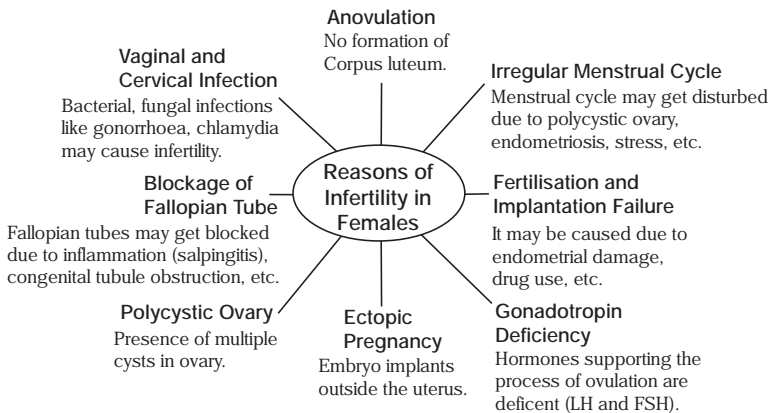 Anovulation
No formation of
Corpus luteum.
Vaginal and
Cervical Infection
Bacterial, fungal infections
like gonorrhoea, chlamydia
may cause infertility.
Irregular Menstrual Cycle
Menstrual cycle may get disturbed
due to polycystic ovary,
endometriosis, stress, etc.
Reasons of
Infertility in
Females
Blockage of
Fallopian Tube
Fallopian tubes may get blocked
due to inflammation (salpingitis),
congenital tubule obstruction, etc.
Fertilisation and
Implantation Failure
It may be caused due to
endometrial damage,
drug use, etc.
Polycystic Ovary
Presence of multiple
cysts in ovary.
Ectopic
Pregnancy
Embryo implants
outside the uterus.
Gonadotropin
Deficiency
Hormones supporting the
process of ovulation are
deficent (LH and FSH).